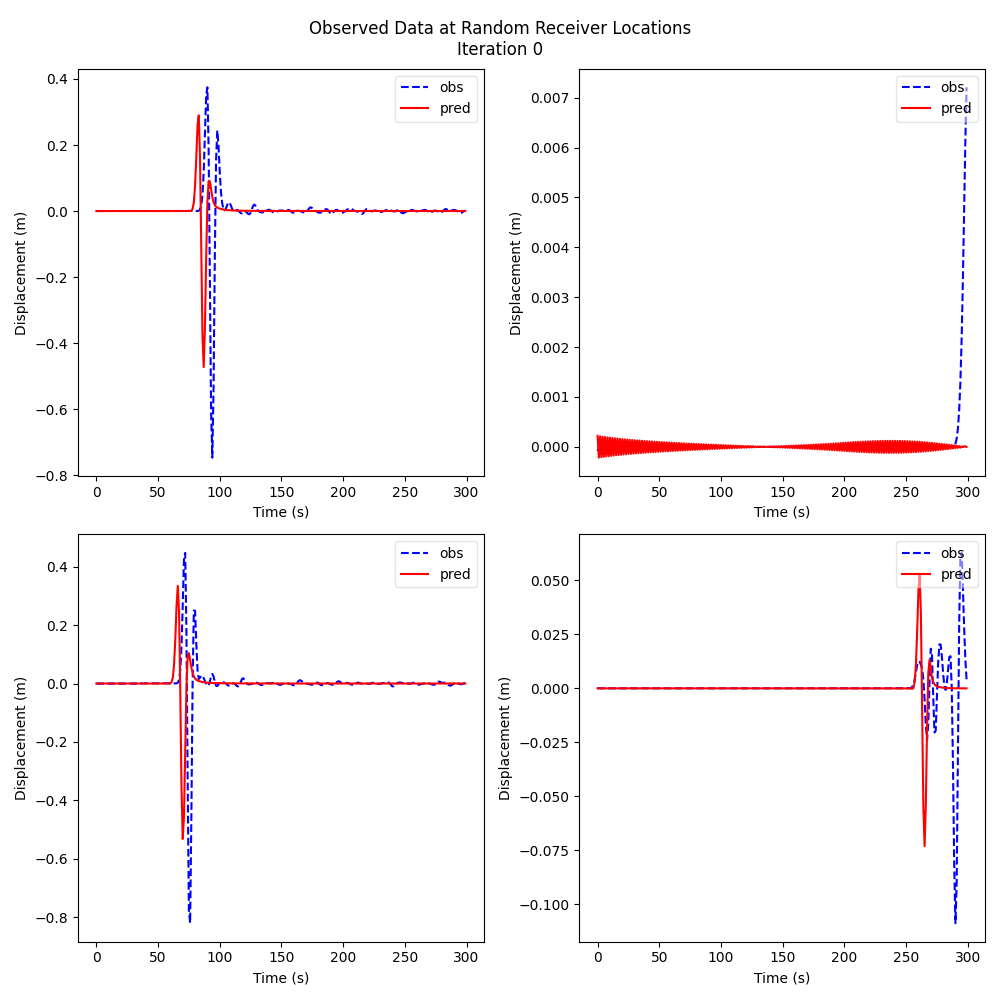 Observed Data at Random Receiver Locations
Iteration 0
0.4
0.2
0.0
−0.2
−0.4
−0.6
−0.8
Displacement (m)
obs
pred
0 50 100 150 200 250 300
Time (s)
0.007
0.006
0.005
0.004
0.003
0.002
0.001
0.000
Displacement (m)
obs
pred
0 50 100 150 200 250 300
Time (s)
0.4
0.2
0.0
−0.2
−0.4
−0.6
−0.8
Displacement (m)
obs
pred
0 50 100 150 200 250 300
Time (s)
0.050
0.025
0.000
−0.025
−0.050
−0.075
−0.100
Displacement (m)
obs
pred
0 50 100 150 200 250 300
Time (s)